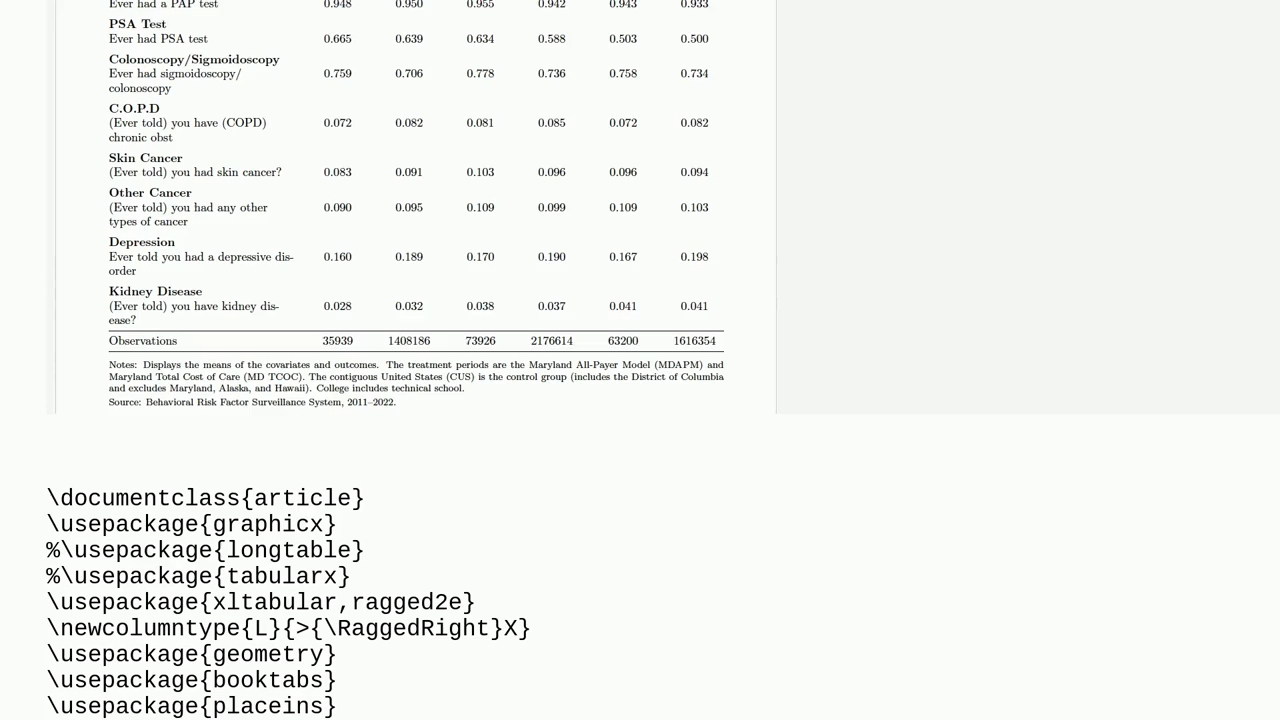 Ever had a PAP test 0.948 0.950 0.955 0.942 0.943 0.933
PSA Test
Ever had PSA test 0.665 0.639 0.634 0.588 0.503 0.500
Colonoscopy/Sigmoidoscopy
Ever had sigmoidoscopy/ 0.759 0.706 0.778 0.736 0.758 0.734
colonoscopy
C.O.P.D
(Ever told) you have (COPD) 0.072 0.082 0.081 0.085 0.072 0.082
chronic obst
Skin Cancer
(Ever told) you had skin cancer? 0.083 0.091 0.103 0.096 0.096 0.094
Other Cancer
(Ever told) you had any other 0.090 0.095 0.109 0.099 0.109 0.103
types of cancer
Depression
Ever told you had a depressive dis- 0.160 0.189 0.170 0.190 0.167 0.198
order
Kidney Disease
(Ever told) you have kidney dis- 0.028 0.032 0.038 0.037 0.041 0.041
ease?
Observations 35939 1408186 73926 2176614 63200 1616354
Notes: Displays the means of the covariates and outcomes. The treatment periods are the Maryland All-Payer Model (MDAPM) and
Maryland Total Cost of Care (MD TCOC). The contiguous United States (CUS) is the control group (includes the District of Columbia
and excludes Maryland, Alaska, and Hawaii). College includes technical school.
Source: Behavioral Risk Factor Surveillance System, 2011–2022.
\documentclass{article}
\usepackage{graphicx}
%\usepackage{longtable}
%\usepackage{tabularx}
\usepackage{xltabular,ragged2e}
\newcolumntype{L}{>{\RaggedRight}X}
\usepackage{geometry}
\usepackage{booktabs}
\usepackage{placeins}